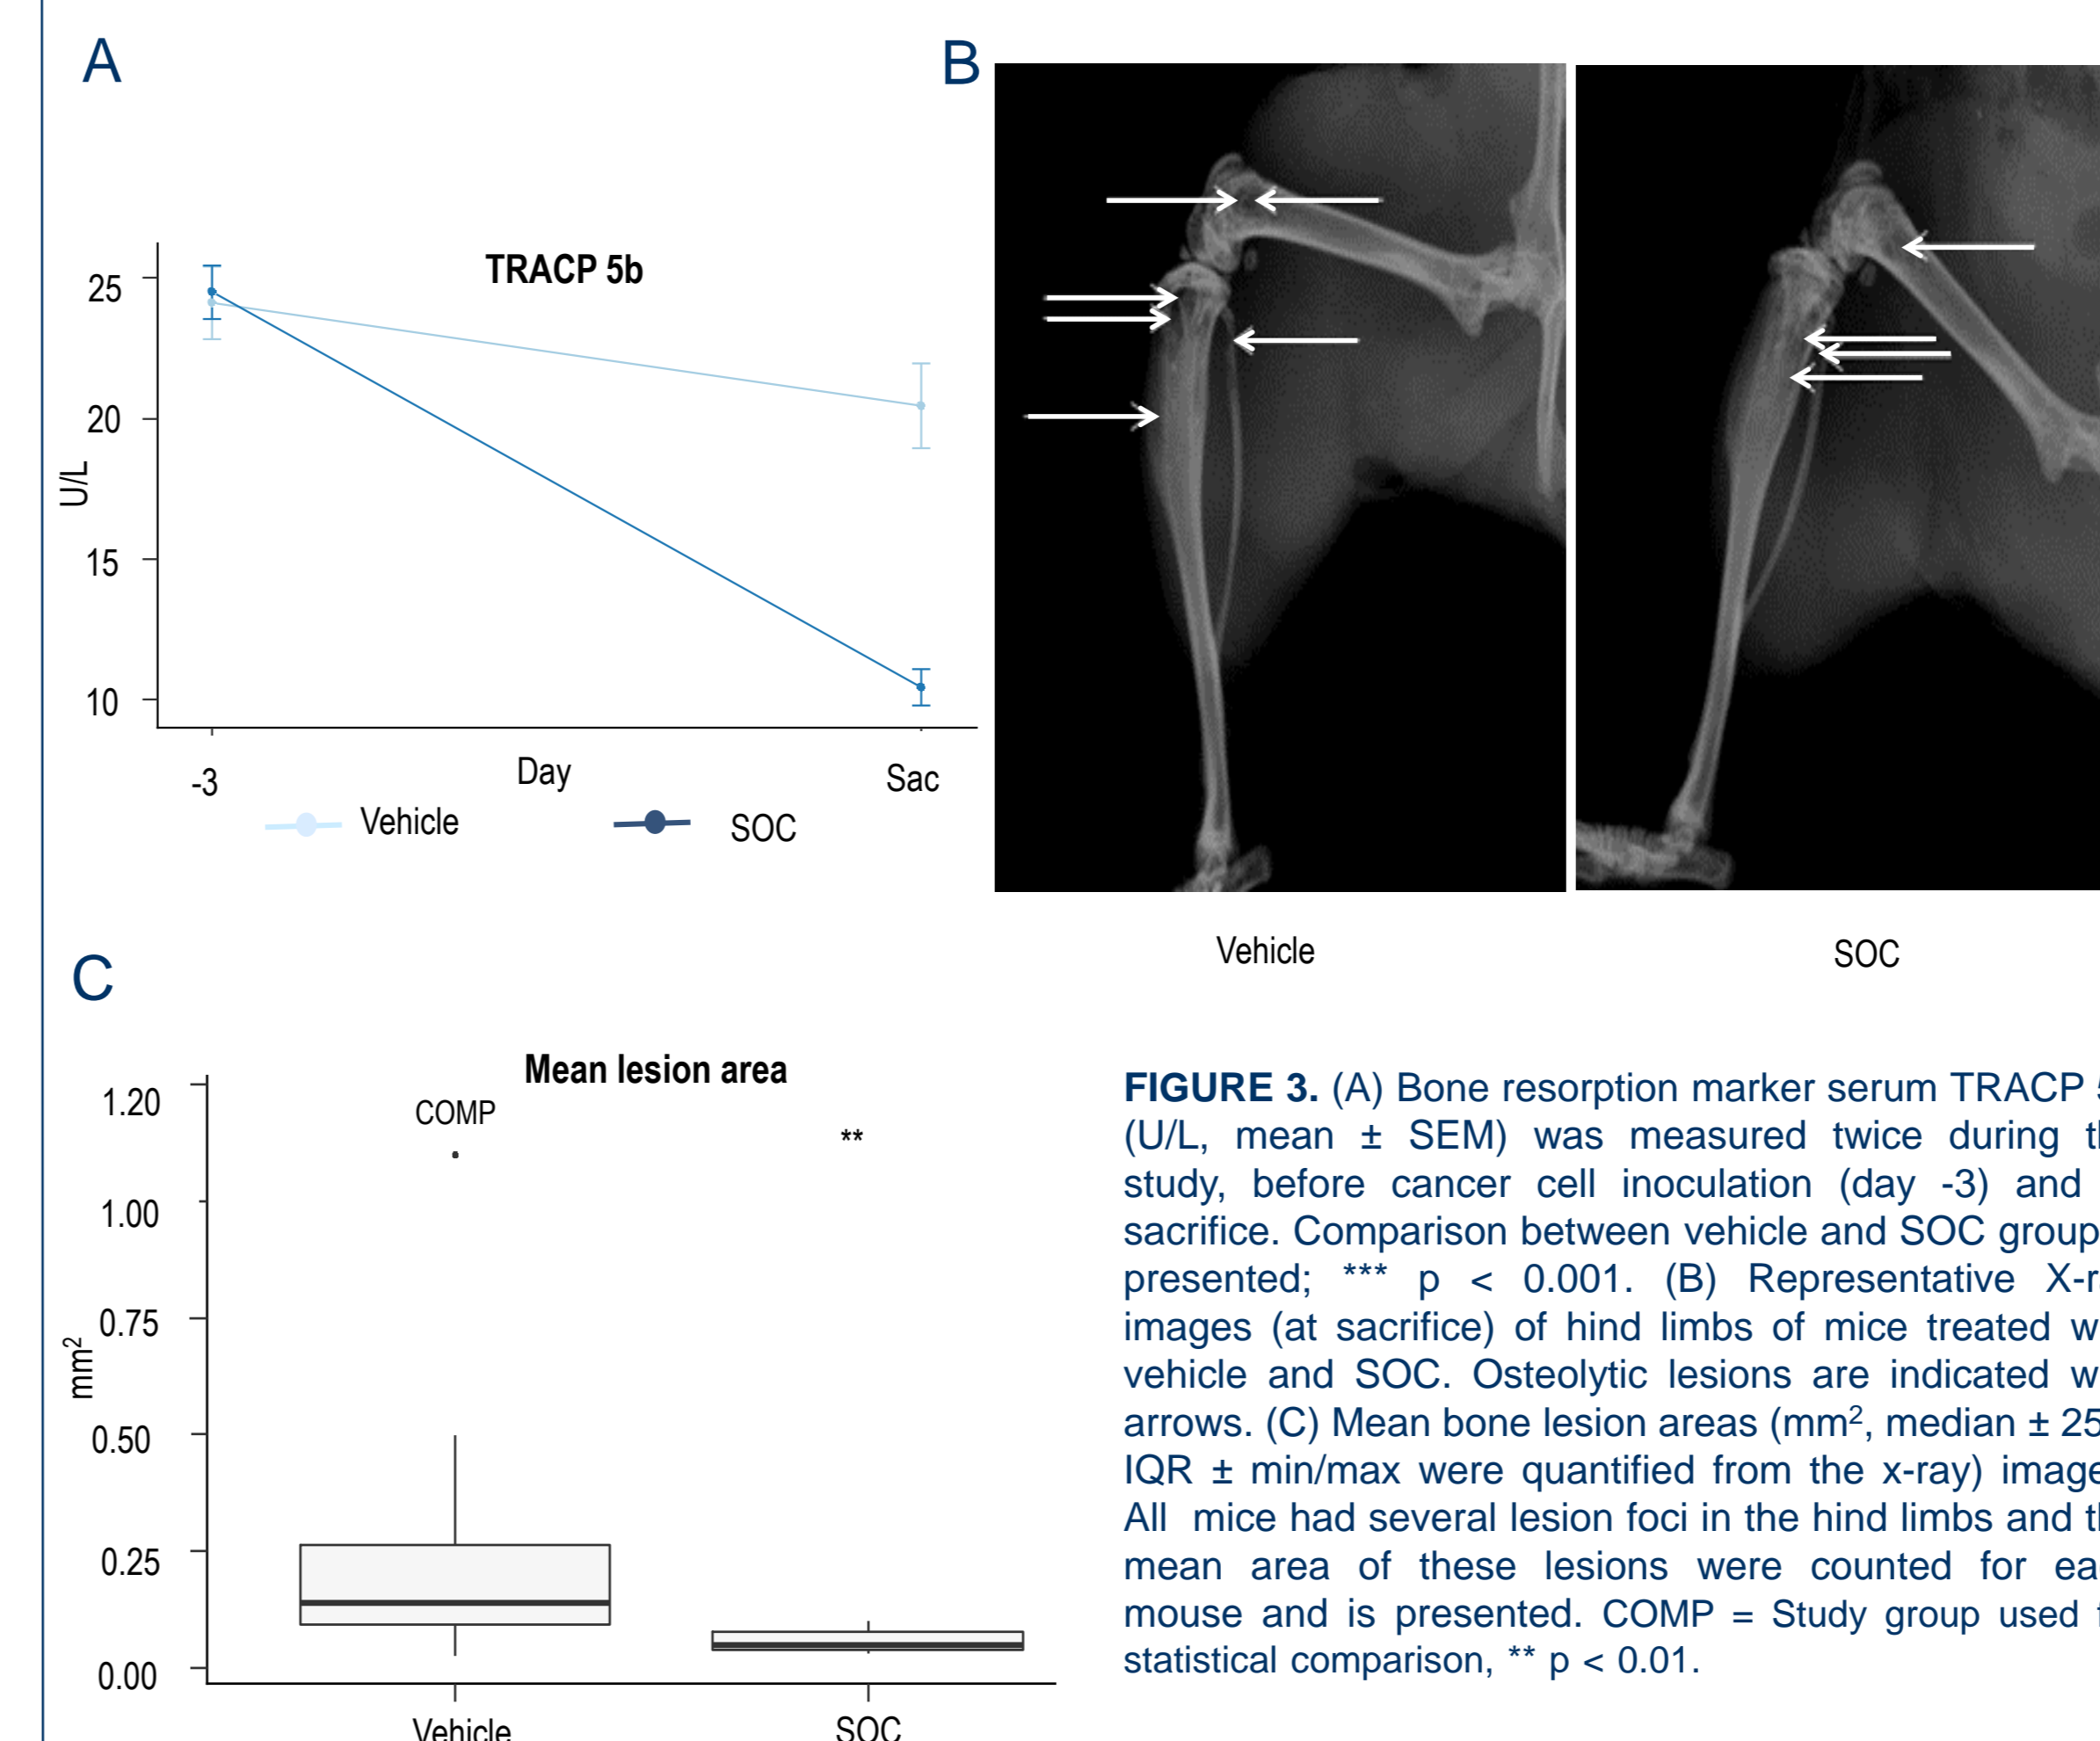 A
B
TRACP 5b
25
20
15
10
U/L
-3
Day
Sac
Vehicle
SOC
Vehicle
SOC
C
Mean lesion area
COMP
**
1.20
1.00
0.75
0.50
0.25
0.00
mm²
Vehicle
SOC
FIGURE 3. (A) Bone resorption marker serum TRACP
(U/L, mean ± SEM) was measured twice during
study, before cancer cell inoculation (day -3) and
sacrifice. Comparison between vehicle and SOC
presented; *** p < 0.001. (B) Representative
images (at sacrifice) of hind limbs of mice treated
vehicle and SOC. Osteolytic lesions are indicated
arrows. (C) Mean bone lesion areas (mm², median ±
IQR ± min/max were quantified from the x-ray)
All mice had several lesion foci in the hind limbs and
mean area of these lesions were counted for
mouse and is presented. COMP = Study group used
statistical comparison, ** p < 0.01.